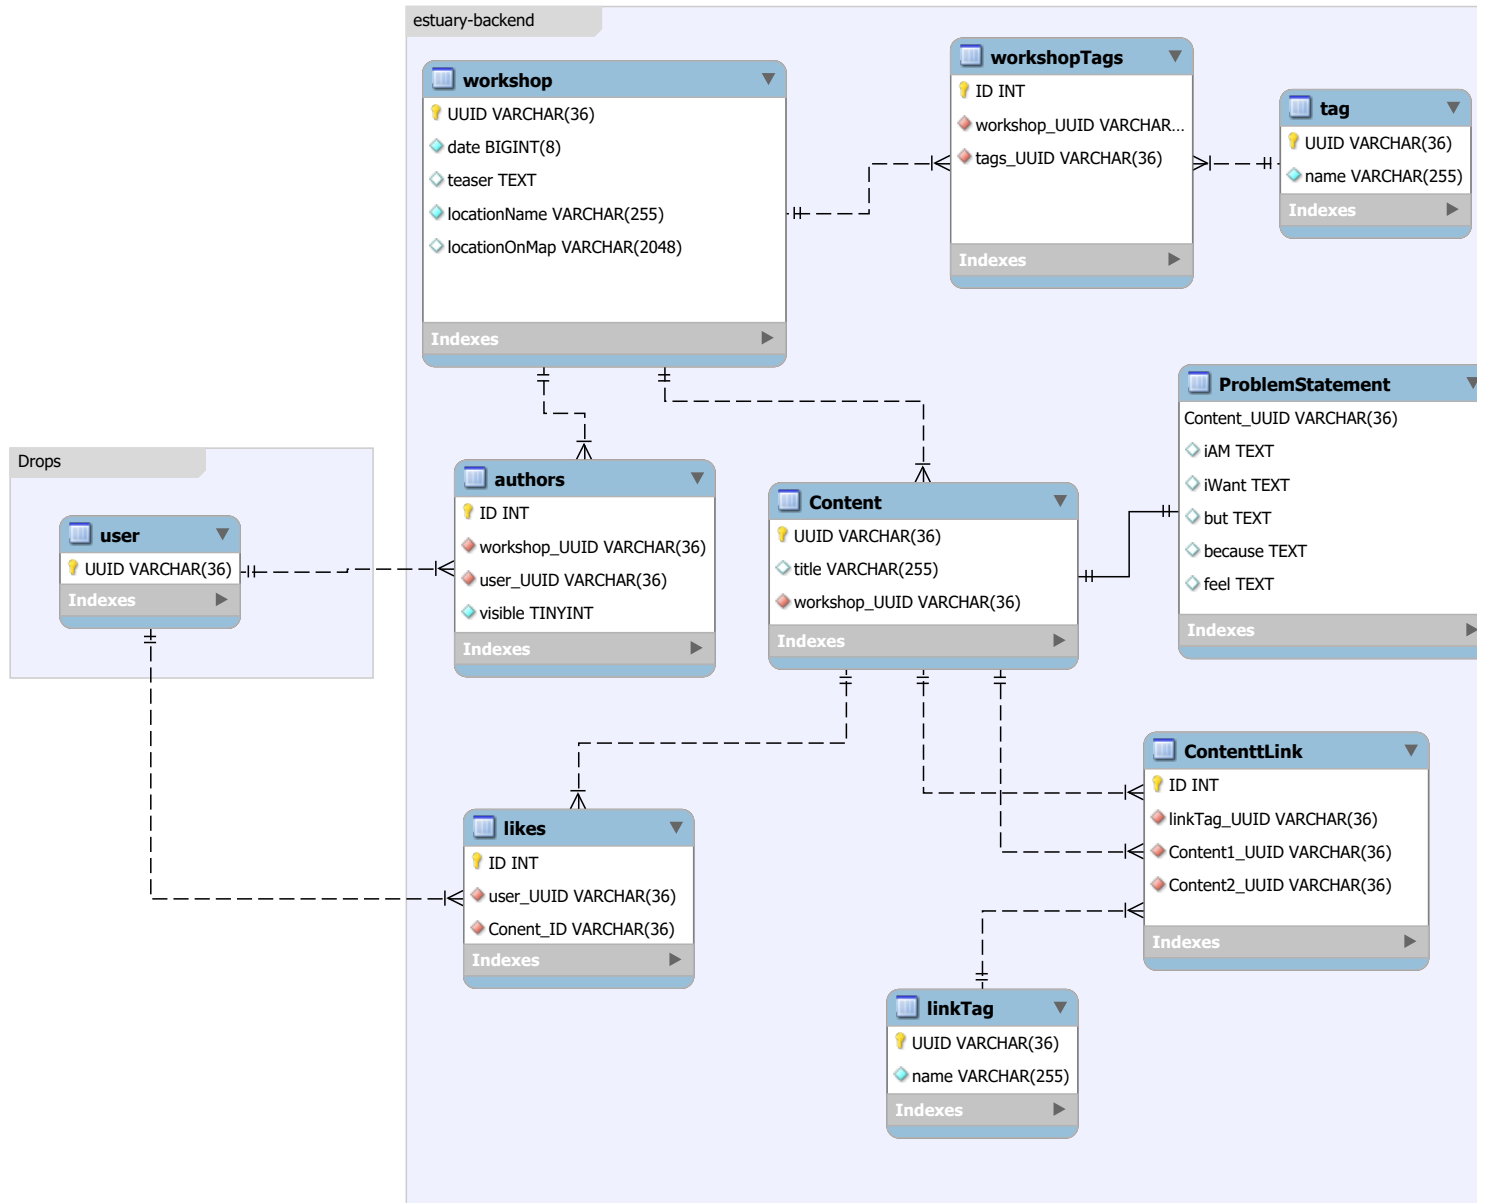 estuary-backend
workshop
UUID VARCHAR(36)
date BIGINT(8)
teaser TEXT
locationName VARCHAR(255)
locationOnMap VARCHAR(2048)
Indexes
workshopTags
ID INT
workshop_UUID VARCHAR...
tags_UUID VARCHAR(36)
Indexes
tag
UUID VARCHAR(36)
name VARCHAR(255)
Indexes
ProblemStatement
Content_UUID VARCHAR(36)
iAM TEXT
iWant TEXT
but TEXT
because TEXT
feel TEXT
Indexes
Drops
user
UUID VARCHAR(36)
Indexes
authors
ID INT
workshop_UUID VARCHAR(36)
user_UUID VARCHAR(36)
visible TINYINT
Indexes
Content
UUID VARCHAR(36)
title VARCHAR(255)
workshop_UUID VARCHAR(36)
Indexes
ContenttLink
ID INT
linkTag_UUID VARCHAR(36)
Content1_UUID VARCHAR(36)
Content2_UUID VARCHAR(36)
Indexes
likes
ID INT
user_UUID VARCHAR(36)
Conent_ID VARCHAR(36)
Indexes
linkTag
UUID VARCHAR(36)
name VARCHAR(255)
Indexes